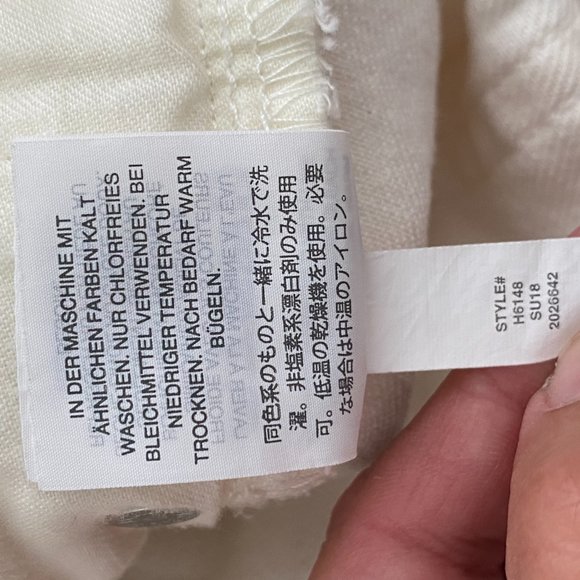 IN DER MASCHINE MIT
ÄHNLICHEN FARBEN KALT
WASCHEN. NUR CHLORFREIES
BLEICHMITTEL VERWENDEN. BEI
NIEDRIGER TEMPERATUR
TROCKNEN. NACH BEDARF WARM
BÜGELN.
同色系のものと一緒に冷水で洗
濯。非塩素系漂白剤のみ使用
可。低温の乾燥機を使用。必要
な場合は中温のアイロン。
STYLE#
H6148
SU18
2026642